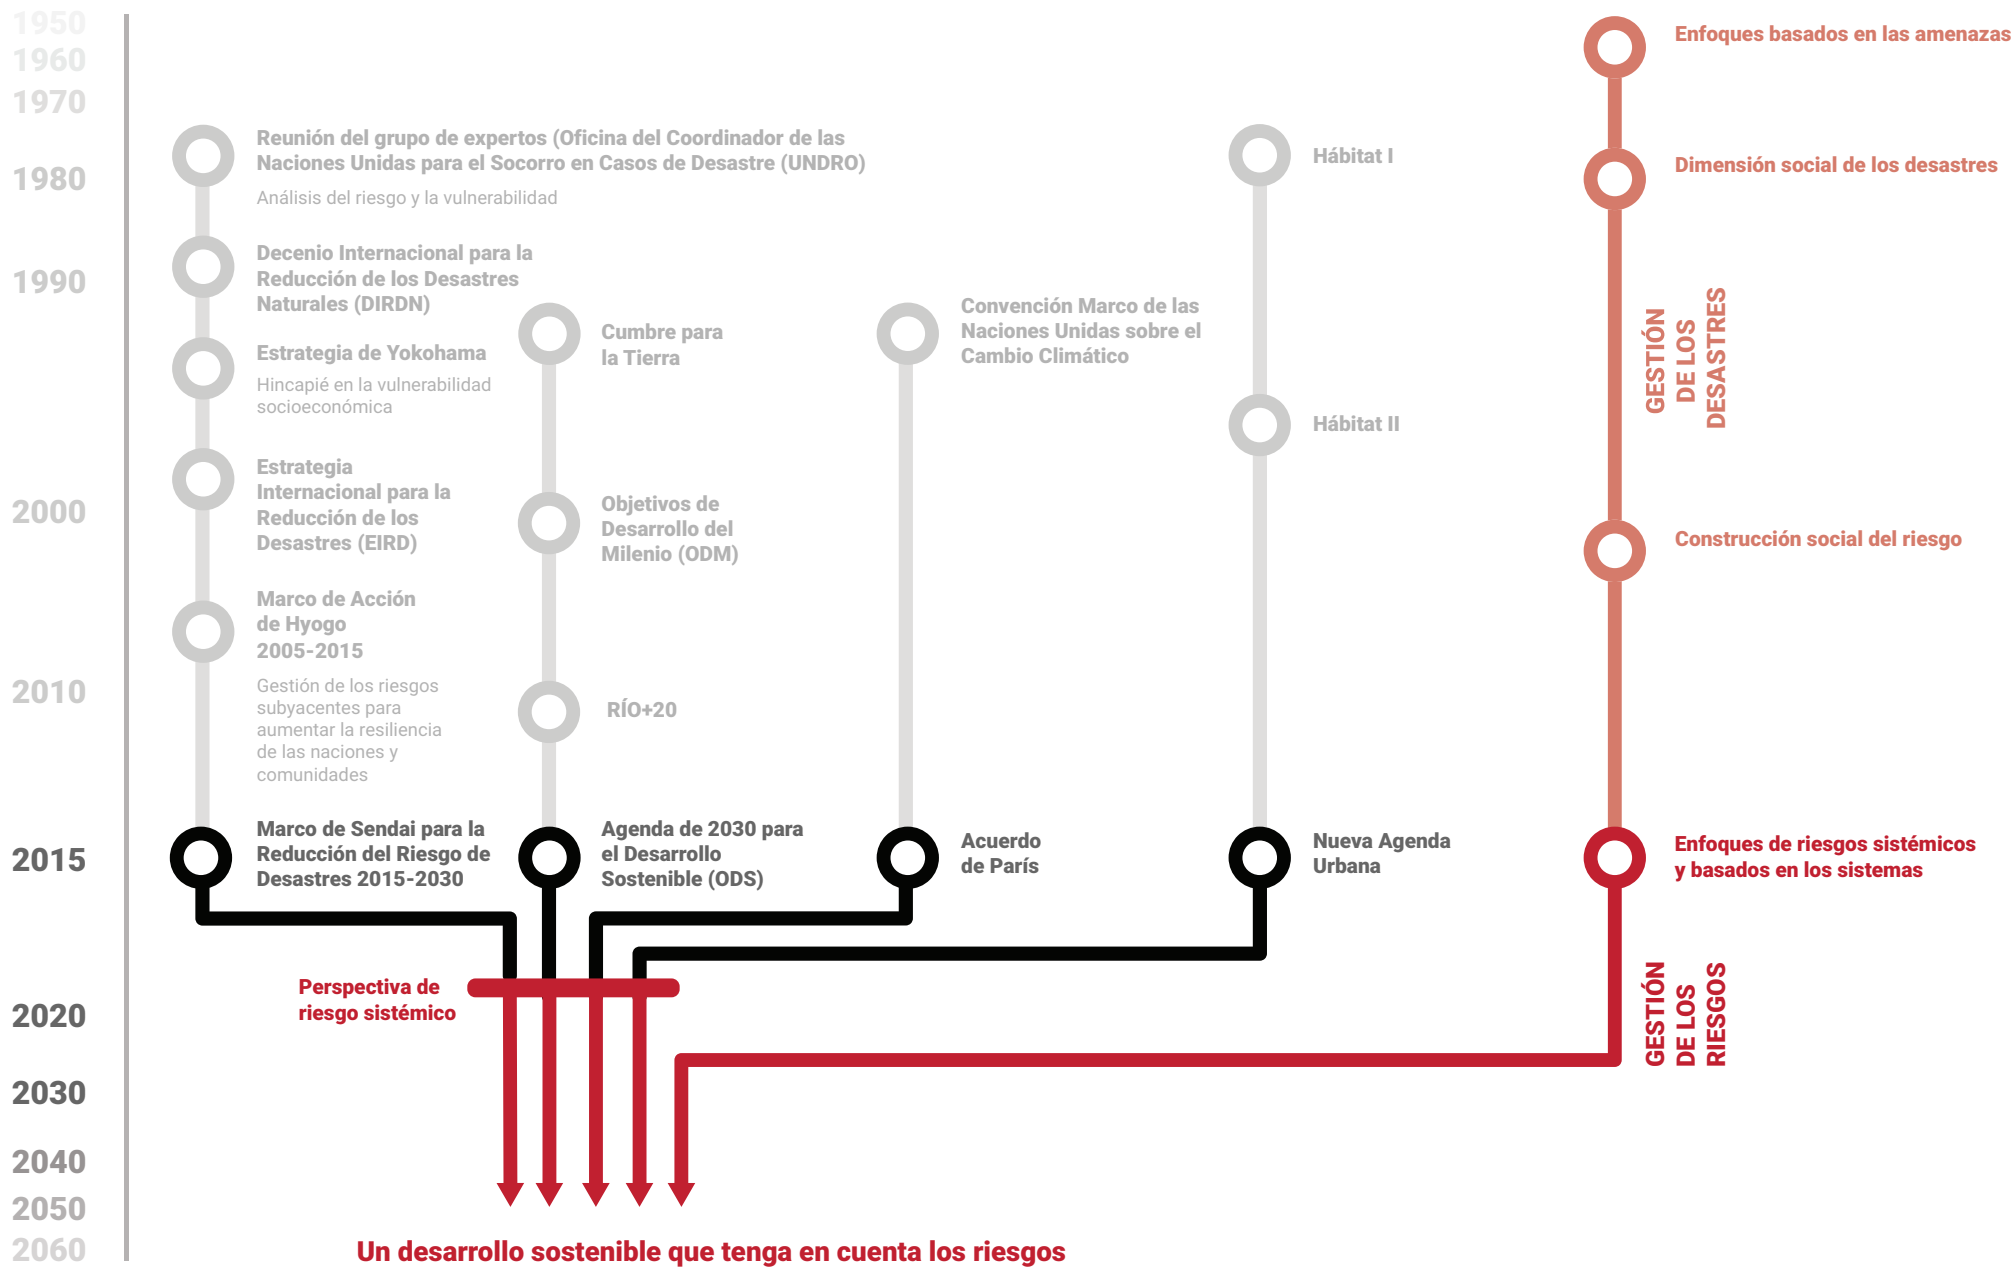 1950
1960
1970
1980
1990
2000
2010
2015
2020
2030
2040
2050
2060
Reunión del grupo de expertos (Oficina del Coordinador de las
Naciones Unidas para el Socorro en Casos de Desastre (UNDRO)
Análisis del riesgo y la vulnerabilidad
Decenio Internacional para la
Reducción de los Desastres
Naturales (DIRDN)
Estrategia de Yokohama
Hincapié en la vulnerabilidad
socioeconómica
Estrategia
Internacional para la
Reducción de los
Desastres (EIRD)
Marco de Acción
de Hyogo
2005-2015
Gestión de los riesgos
subyacentes para
aumentar la resiliencia
de las naciones y
comunidades
Marco de Sendai para la
Reducción del Riesgo de
Desastres 2015-2030
Cumbre para
la Tierra
Objetivos de
Desarrollo del
Milenio (ODM)
RÍO+20
Agenda de 2030 para
el Desarrollo
Sostenible (ODS)
Convención Marco de las
Naciones Unidas sobre el
Cambio Climático
Acuerdo
de París
Hábitat I
Hábitat II
Nueva Agenda
Urbana
Enfoques basados en las amenazas
Dimensión social de los desastres
GESTIÓN
DE LOS
DESASTRES
Construcción social del riesgo
Enfoques de riesgos sistémicos
y basados en los sistemas
GESTIÓN
DE LOS
RIESGOS
Perspectiva de
riesgo sistémico
Un desarrollo sostenible que tenga en cuenta los riesgos